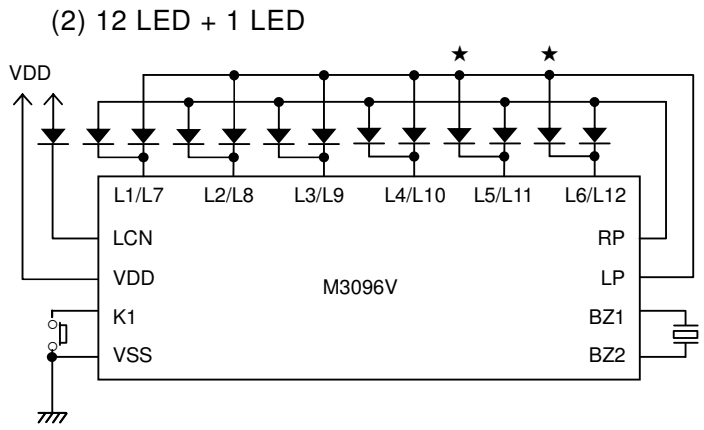 (2) 12 LED + 1 LED
★ ★
VDD
L1/L7 L2/L8 L3/L9 L4/L10 L5/L11 L6/L12
LCN RP
VDD LP
M3096V
K1 BZ1
VSS BZ2